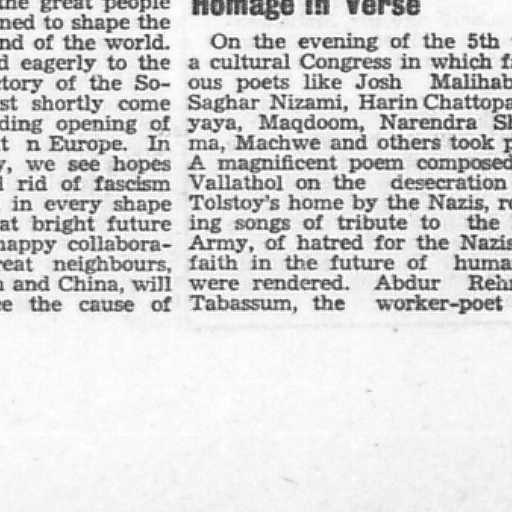 the great people
ned to shape the
nd of the world.
d eagerly to the
ctory of the So-
st shortly come
ding opening of
t n Europe. In
y, we see hopes
l rid of fascism
in every shape
at bright future
happy collabora-
reat neighbours,
and China, will
ce the cause of
Homage in Verse
On the evening of the 5th
a cultural Congress in which f
ous poets like Josh Malihab
Saghar Nizami, Harin Chattopa
yaya, Maqdoom, Narendra Sh
ma, Machwe and others took p
A magnificent poem composed
Vallathol on the desecration
Tolstoy's home by the Nazis, re
ing songs of tribute to the
Army, of hatred for the Nazis
faith in the future of huma
were rendered. Abdur Reh
Tabassum, the worker-poet